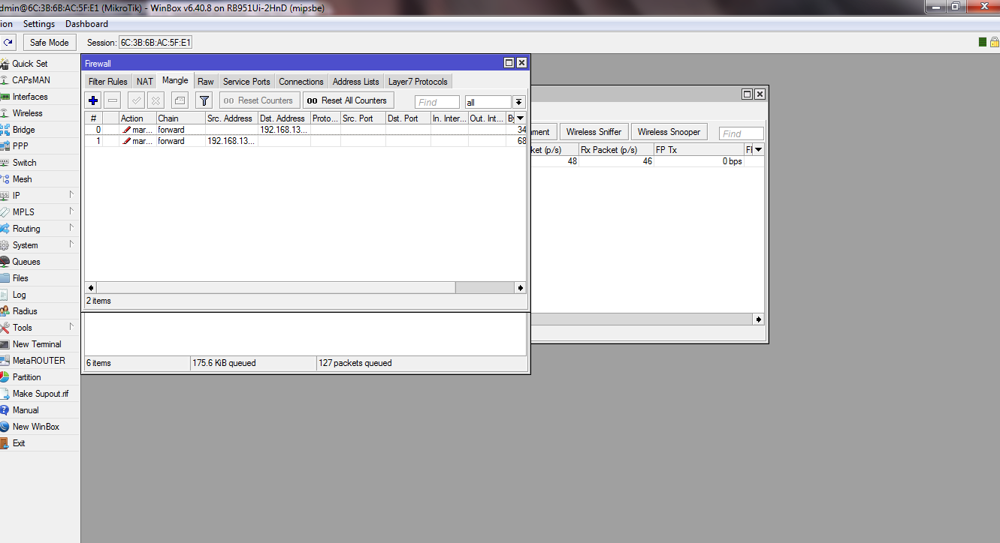 dmin@6C:3B:6B:AC:5F:E1 (MikroTik) - WinBox v6.40.8 on RB951Ui-2HnD (mipsbe)
ion Settings Dashboard
Safe Mode Session: 6C:3B:6B:AC:5F:E1
Quick Set
CAPsMAN
Interfaces
Wireless
Bridge
PPP
Switch
Mesh
IP
MPLS
Routing
System
Queues
Files
Log
Radius
Tools
New Terminal
MetaROUTER
Partition
Make Supout.rif
Manual
New WinBox
Exit
Firewall
Filter Rules NAT Mangle Raw Service Ports Connections Address Lists Layer7 Protocols
00 Reset Counters 00 Reset All Counters Find all
# Action Chain Src. Address Dst. Address Proto... Src. Port Dst. Port In. Inter... Out. Int... By
0 mar... forward 192.168.13... 34
1 mar... forward 192.168.13... 68
2 items
6 items 175.6 KiB queued 127 packets queued
nment Wireless Sniffer Wireless Snooper Find
ket (p/s) Rx Packet (p/s) FP Tx
48 46 0 bps